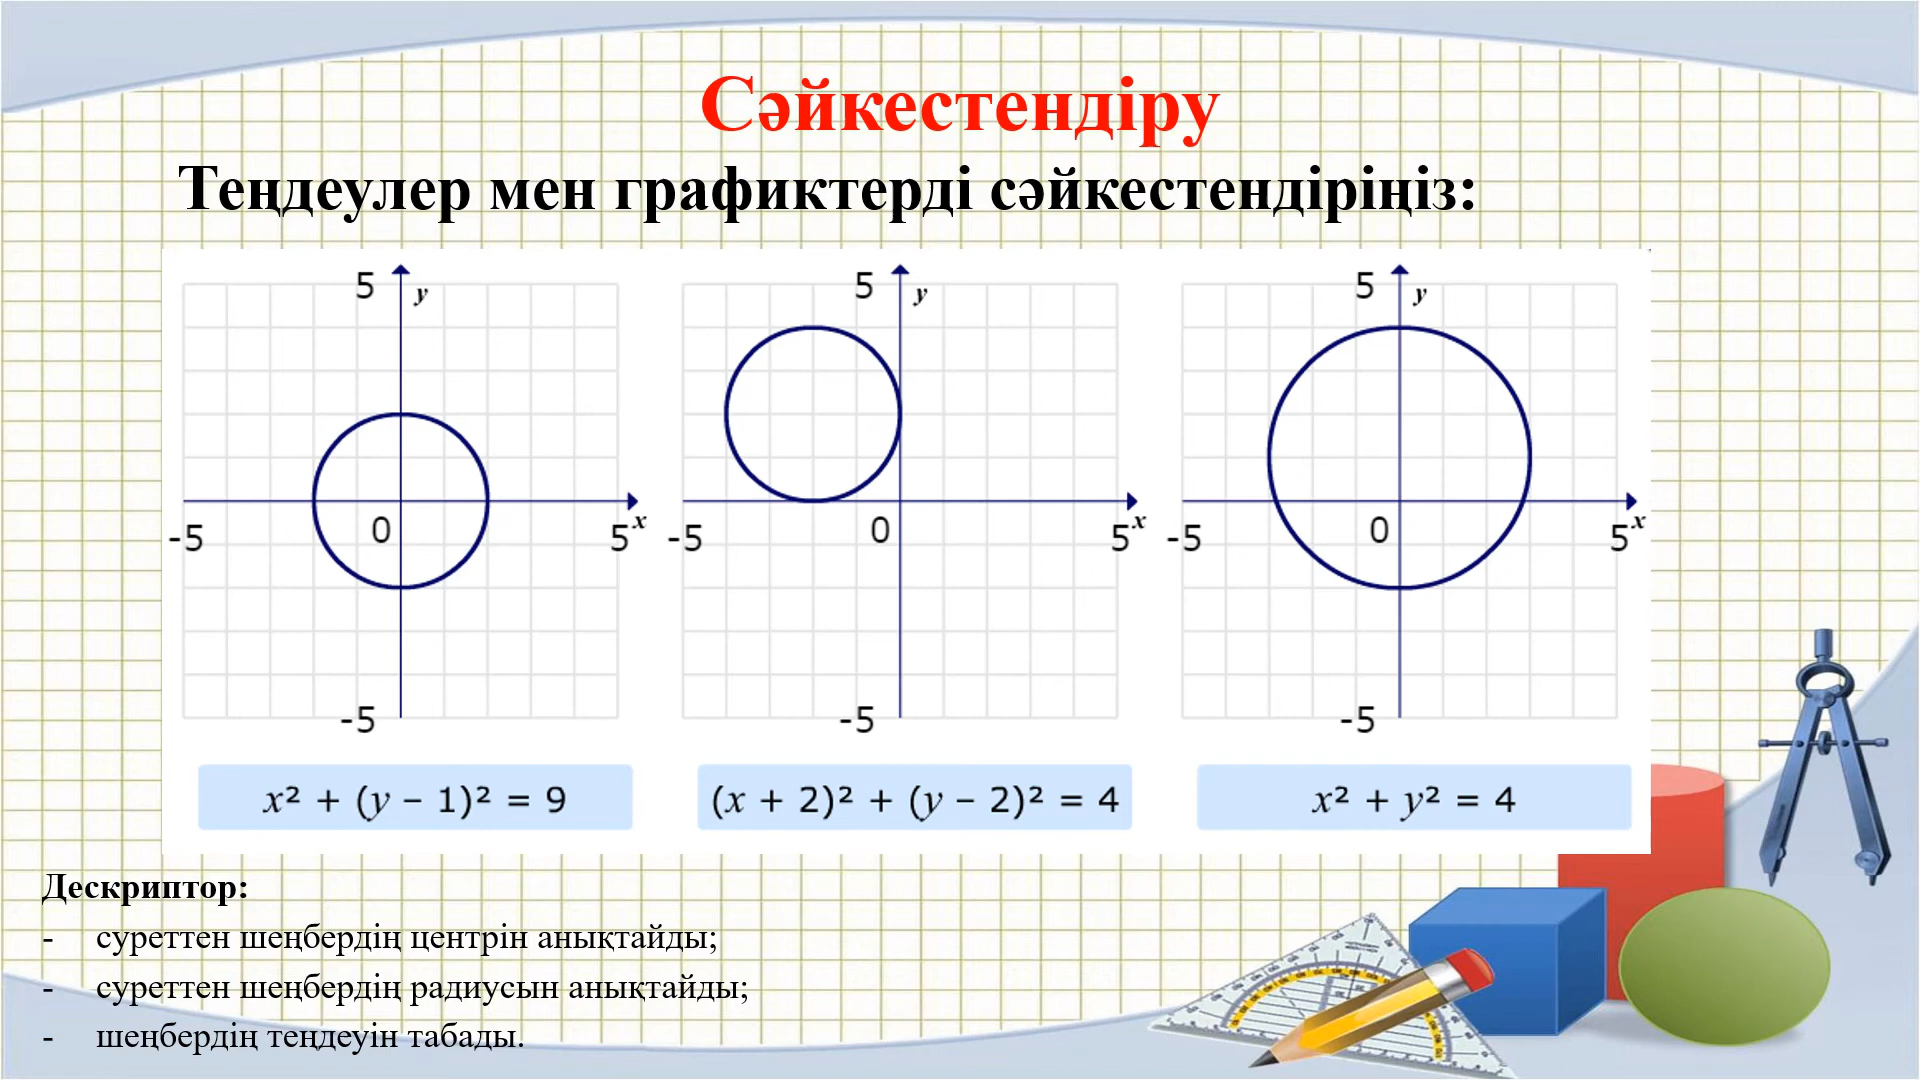 Сәйкестендіру
Теңдеулер мен графиктерді сәйкестендіріңіз:
5 y
-5 0 5 x
-5
5 y
-5 0 5 x
-5
5 y
-5 0 5 x
-5
x² + (y – 1)² = 9
(x + 2)² + (y – 2)² = 4
x² + y² = 4
Дескриптор:
- суреттен шеңбердің центрін анықтайды;
- суреттен шеңбердің радиусын анықтайды;
- шеңбердің теңдеуін табады.